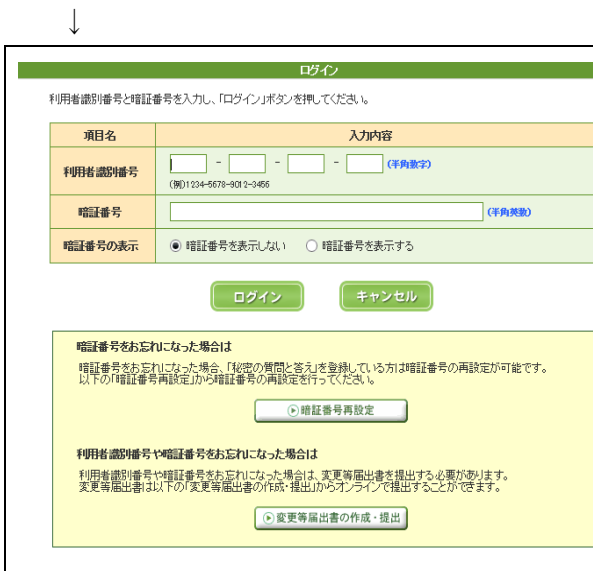 ↓
ログイン
利用者識別番号と暗証番号を入力し、「ログイン」ボタンを押してください。
項目名 入力内容
利用者識別番号 - - - (半角数字)
(例)1234-5678-9012-3456
暗証番号 (半角英数)
暗証番号の表示 暗証番号を表示しない 暗証番号を表示する
ログイン キャンセル
暗証番号をお忘れになった場合は
暗証番号をお忘れになった場合、「秘密の質問と答え」を登録している方は暗証番号の再設定が可能です。
以下の「暗証番号再設定」から暗証番号の再設定を行ってください。
暗証番号再設定
利用者識別番号や暗証番号をお忘れになった場合は
利用者識別番号や暗証番号をお忘れになった場合は、変更等届出書を提出する必要があります。
変更等届出書は以下の「変更等届出書の作成・提出」からオンラインで提出することができます。
変更等届出書の作成・提出